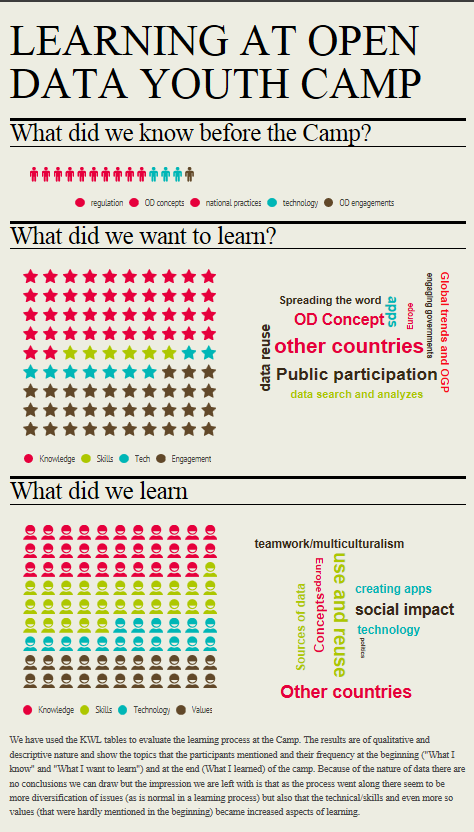 LEARNING AT OPEN
DATA YOUTH CAMP
What did we know before the Camp?
regulation OD concepts national practices technology OD engagements
What did we want to learn?
Spreading the word
apps
Europe
engaging governments
Global trends and OGP
OD Concept
data reuse
other countries
Public participation
data search and analyzes
Knowledge Skills Tech Engagement
What did we learn
teamwork/multiculturalism
Sources of data
Concepts
Europe
use and reuse
creating apps
social impact
technology
politics
Other countries
Knowledge Skills Technology Values
We have used the KWL tables to evaluate the learning process at the Camp. The results are of qualitative and
descriptive nature and show the topics that the participants mentioned and their frequency at the beginning ("What I
know" and "What I want to learn") and at the end (What I learned) of the camp. Because of the nature of data there are
no conclusions we can draw but the impression we are left with is that as the process went along there seem to be
more diversification of issues (as is normal in a learning process) but also that the technical/skills and even more so
values (that were hardly mentioned in the beginning) became increased aspects of learning.